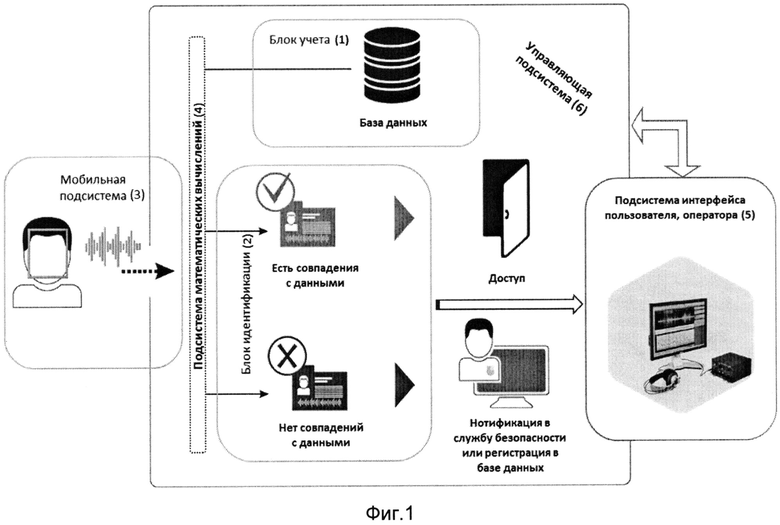 Блок учета (1)
База данных
Управляющая
подсистема (6)
Подсистема математических вычислений (4)
Мобильная
подсистема (3)
Блок идентификации (2)
Есть совпадения
с данными
Нет совпадений
с данными
Доступ
Нотификация в
службу безопасности
или регистрация в
базе данных
Подсистема интерфейса
пользователя, оператора (5)
Фиг.1